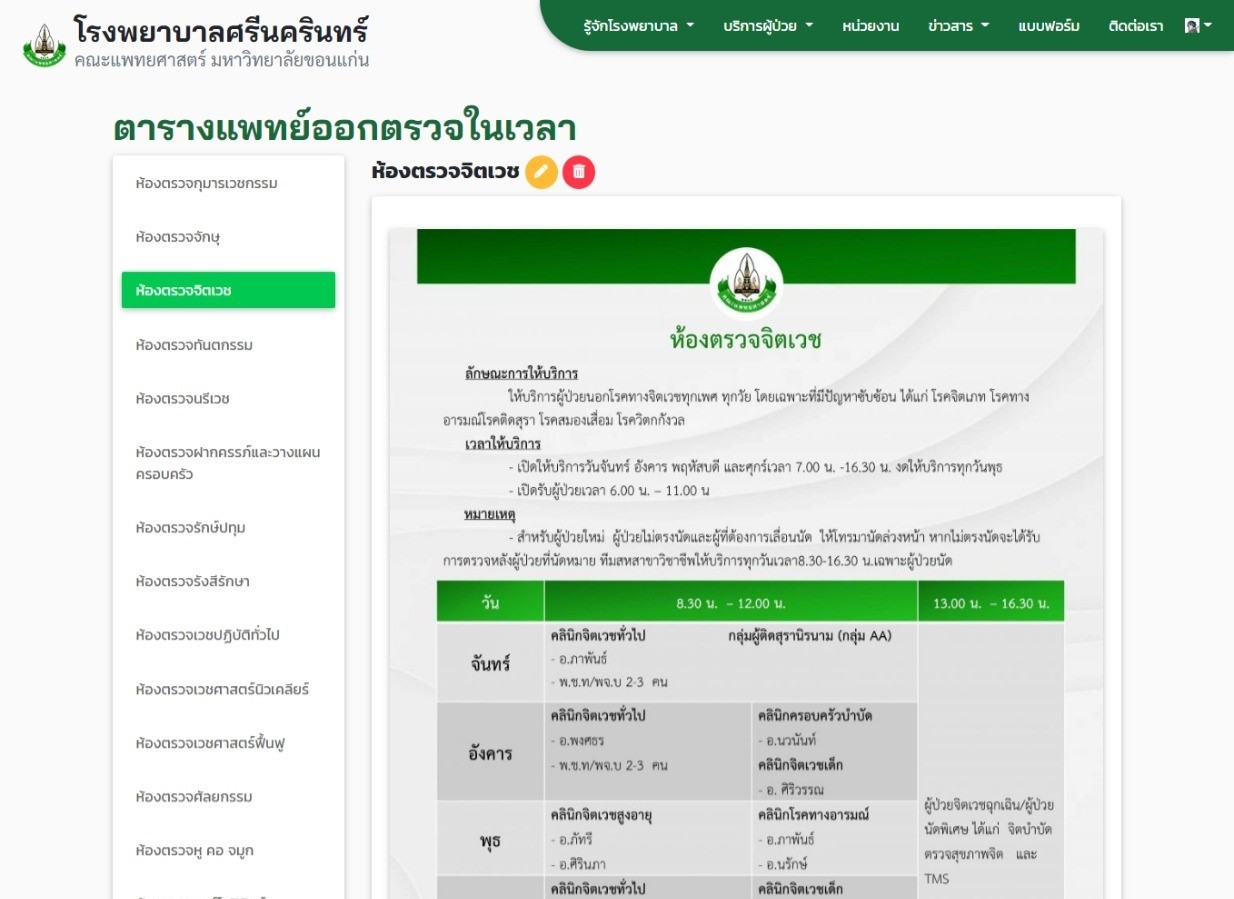 โรงพยาบาลศรีนครินทร์
คณะแพทยศาสตร์ มหาวิทยาลัยขอนแก่น
รู้จักโรงพยาบาล
บริการผู้ป่วย
หน่วยงาน
ข่าวสาร
แบบฟอร์ม
ติดต่อเรา
ตารางแพทย์ออกตรวจในเวลา
ห้องตรวจกุมารเวชกรรม
ห้องตรวจจักษุ
ห้องตรวจจิตเวช
ห้องตรวจทันตกรรม
ห้องตรวจนรีเวช
ห้องตรวจฝากครรภ์และวางแผน
ครอบครัว
ห้องตรวจรักษ์ปทุม
ห้องตรวจรังสีรักษา
ห้องตรวจเวชปฏิบัติทั่วไป
ห้องตรวจเวชศาสตร์นิวเคลียร์
ห้องตรวจเวชศาสตร์ฟื้นฟู
ห้องตรวจศัลยกรรม
ห้องตรวจหู คอ จมูก
ห้องตรวจจิตเวช
ห้องตรวจจิตเวช
ลักษณะการให้บริการ
ให้บริการผู้ป่วยนอกโรคทางจิตเวชทุกเพศ ทุกวัย โดยเฉพาะที่มีปัญหาซับซ้อน ได้แก่ โรคจิตเภท โรคทาง
อารมณ์โรคติดสุรา โรคสมองเสื่อม โรควิตกกังวล
เวลาให้บริการ
- เปิดให้บริการวันจันทร์ อังคาร พฤหัสบดี และศุกร์เวลา 7.00 น. -16.30 น. งดให้บริการทุกวันพุธ
- เปิดรับผู้ป่วยเวลา 6.00 น. – 11.00 น
หมายเหตุ
- สำหรับผู้ป่วยใหม่ ผู้ป่วยไม่ตรงนัดและผู้ที่ต้องการเลื่อนนัด ให้โทรมานัดล่วงหน้า หากไม่ตรงนัดจะได้รับ
การตรวจหลังผู้ป่วยที่นัดหมาย ทีมสหสาขาวิชาชีพให้บริการทุกวันเวลา8.30-16.30 น.เฉพาะผู้ป่วยนัด
วัน 8.30 น. – 12.00 น. 13.00 น. – 16.30 น.
จันทร์
คลินิกจิตเวชทั่วไป กลุ่มผู้ติดสุรานิรนาม (กลุ่ม AA)
- อ.ภาพันธ์
- พ.ช.ท/พจ.บ 2-3 คน
อังคาร
คลินิกจิตเวชทั่วไป
- อ.พงศธร
- พ.ช.ท/พจ.บ 2-3 คน
คลินิกครอบครัวบำบัด
- อ.นวนันท์
คลินิกจิตเวชเด็ก
- อ. ศิริวรรณ
พุธ
คลินิกจิตเวชสูงอายุ
- อ.ภัทรี
- อ.ศิรินภา
คลินิกโรคทางอารมณ์
- อ.ภาพันธ์
- อ.นรักษ์
คลินิกจิตเวชทั่วไป
คลินิกจิตเวชเด็ก
ผู้ป่วยจิตเวชฉุกเฉิน/ผู้ป่วย
นัดพิเศษ ได้แก่ จิตบำบัด
ตรวจสุขภาพจิต และ
TMS